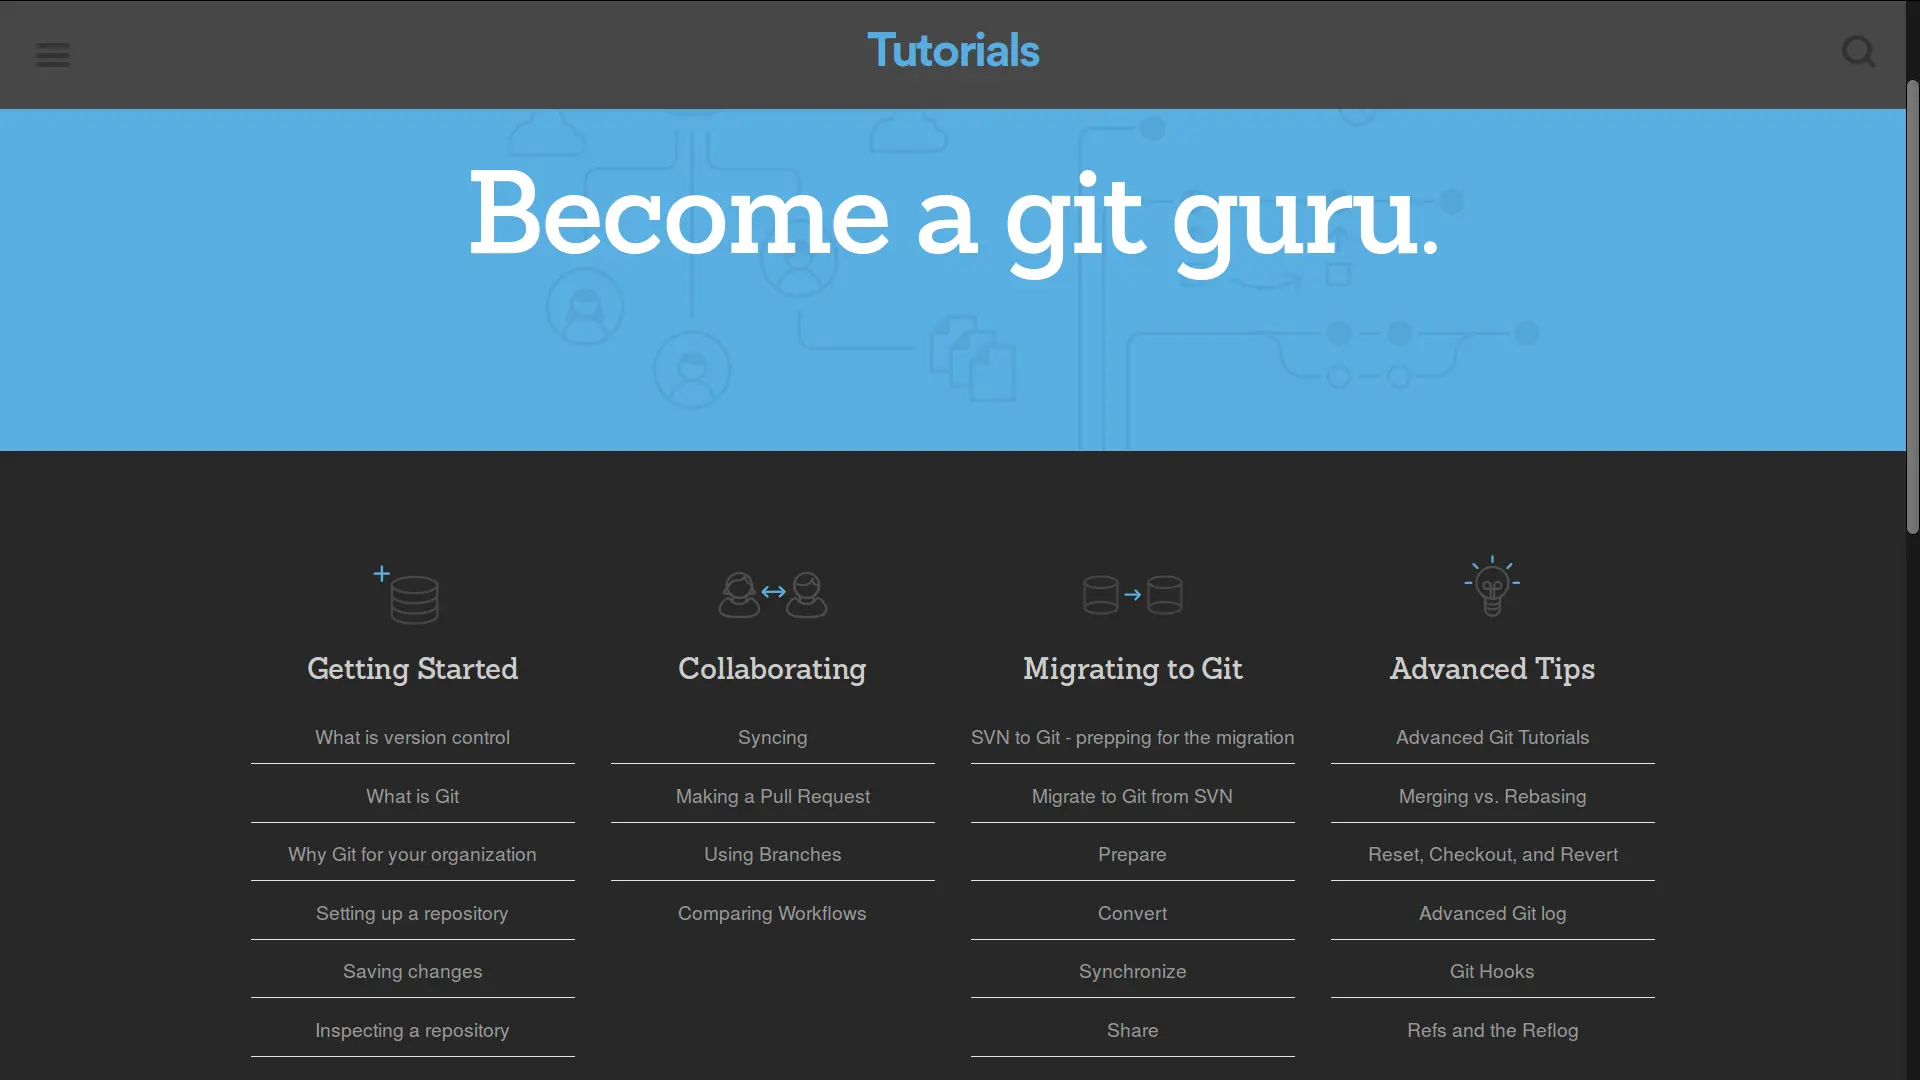 Tutorials
Become a git guru.
Getting Started
What is version control
What is Git
Why Git for your organization
Setting up a repository
Saving changes
Inspecting a repository
Collaborating
Syncing
Making a Pull Request
Using Branches
Comparing Workflows
Migrating to Git
SVN to Git - prepping for the migration
Migrate to Git from SVN
Prepare
Convert
Synchronize
Share
Advanced Tips
Advanced Git Tutorials
Merging vs. Rebasing
Reset, Checkout, and Revert
Advanced Git log
Git Hooks
Refs and the Reflog